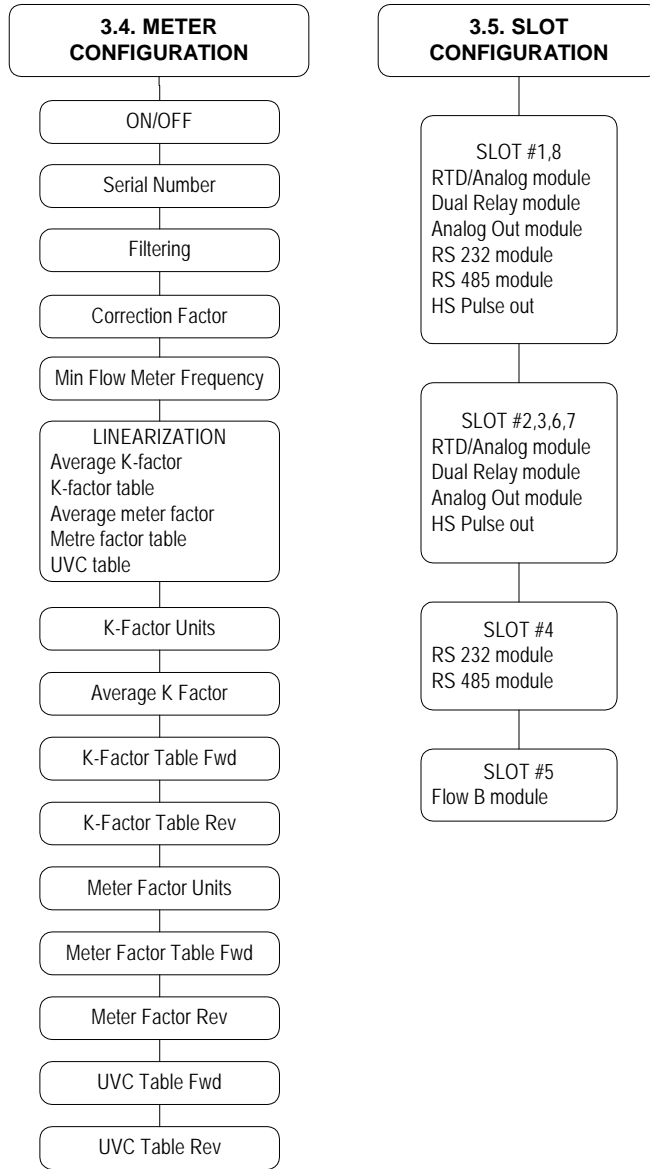 3.4. METER
CONFIGURATION
ON/OFF
Serial Number
Filtering
Correction Factor
Min Flow Meter Frequency
LINEARIZATION
Average K-factor
K-factor table
Average meter factor
Metre factor table
UVC table
K-Factor Units
Average K Factor
K-Factor Table Fwd
K-Factor Table Rev
Meter Factor Units
Meter Factor Table Fwd
Meter Factor Rev
UVC Table Fwd
UVC Table Rev
3.5. SLOT
CONFIGURATION
SLOT #1,8
RTD/Analog module
Dual Relay module
Analog Out module
RS 232 module
RS 485 module
HS Pulse out
SLOT #2,3,6,7
RTD/Analog module
Dual Relay module
Analog Out module
HS Pulse out
SLOT #4
RS 232 module
RS 485 module
SLOT #5
Flow B module